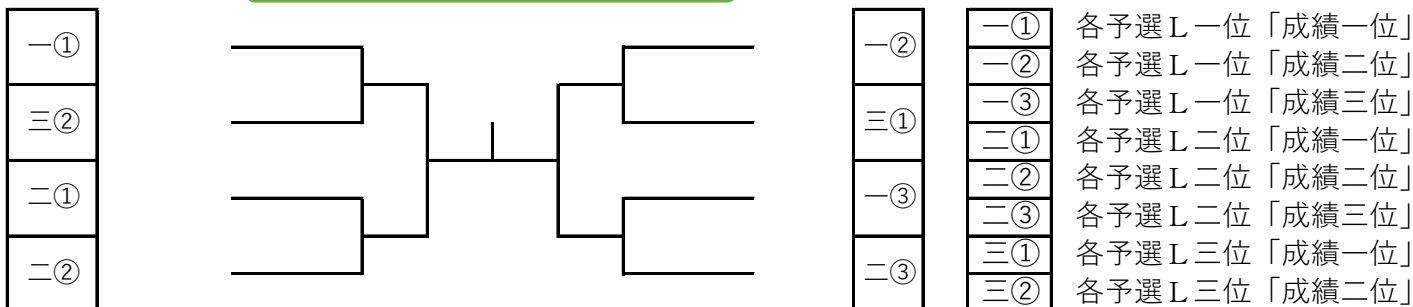 一①
三②
二①
二②
一②
三①
一③
二③
一① 各予選L一位「成績一位」
一② 各予選L一位「成績二位」
一③ 各予選L一位「成績三位」
二① 各予選L二位「成績一位」
二② 各予選L二位「成績二位」
二③ 各予選L二位「成績三位」
三① 各予選L三位「成績一位」
三② 各予選L三位「成績二位」